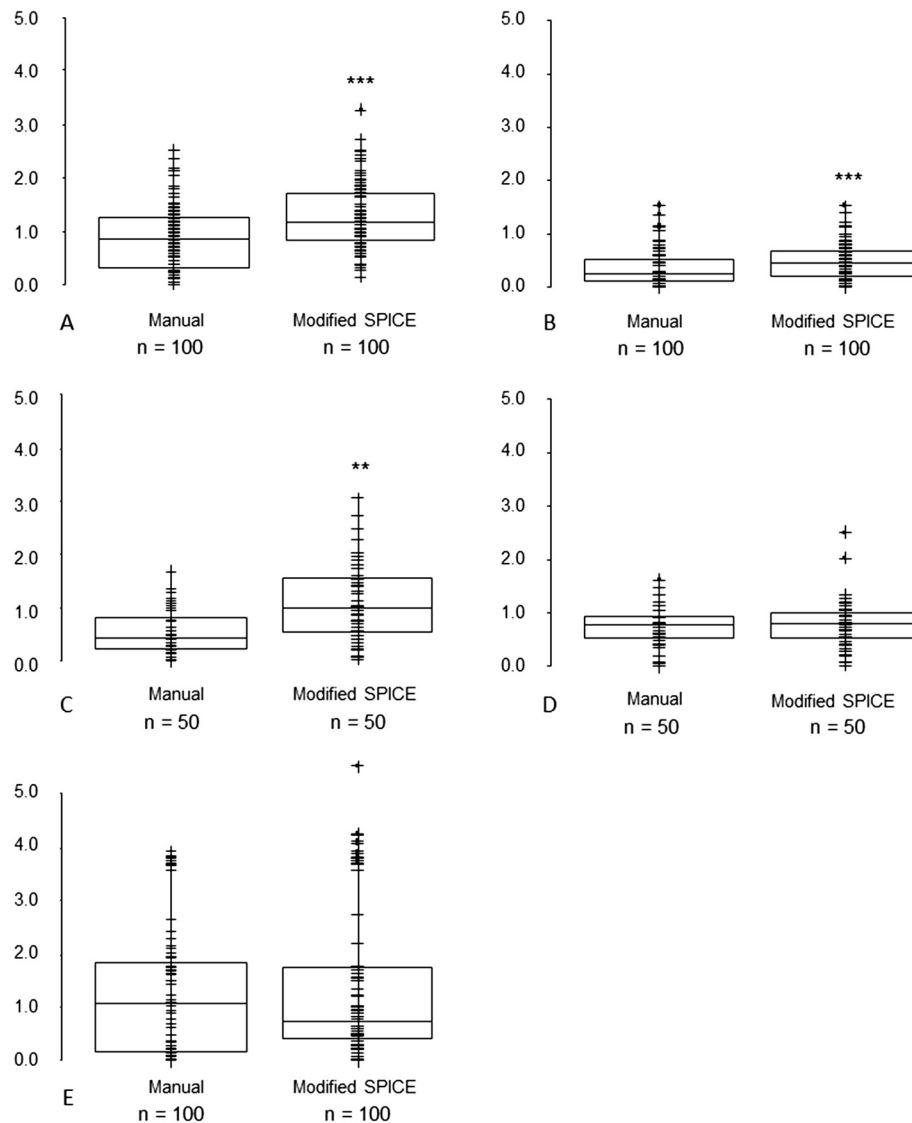 5.0
4.0
3.0
2.0
1.0
0.0
***
A
Manual
n = 100
Modified SPICE
n = 100
5.0
4.0
3.0
2.0
1.0
0.0
***
B
Manual
n = 100
Modified SPICE
n = 100
5.0
4.0
3.0
2.0
1.0
0.0
**
C
Manual
n = 50
Modified SPICE
n = 50
5.0
4.0
3.0
2.0
1.0
0.0
D
Manual
n = 50
Modified SPICE
n = 50
5.0
4.0
3.0
2.0
1.0
0.0
E
Manual
n = 100
Modified SPICE
n = 100